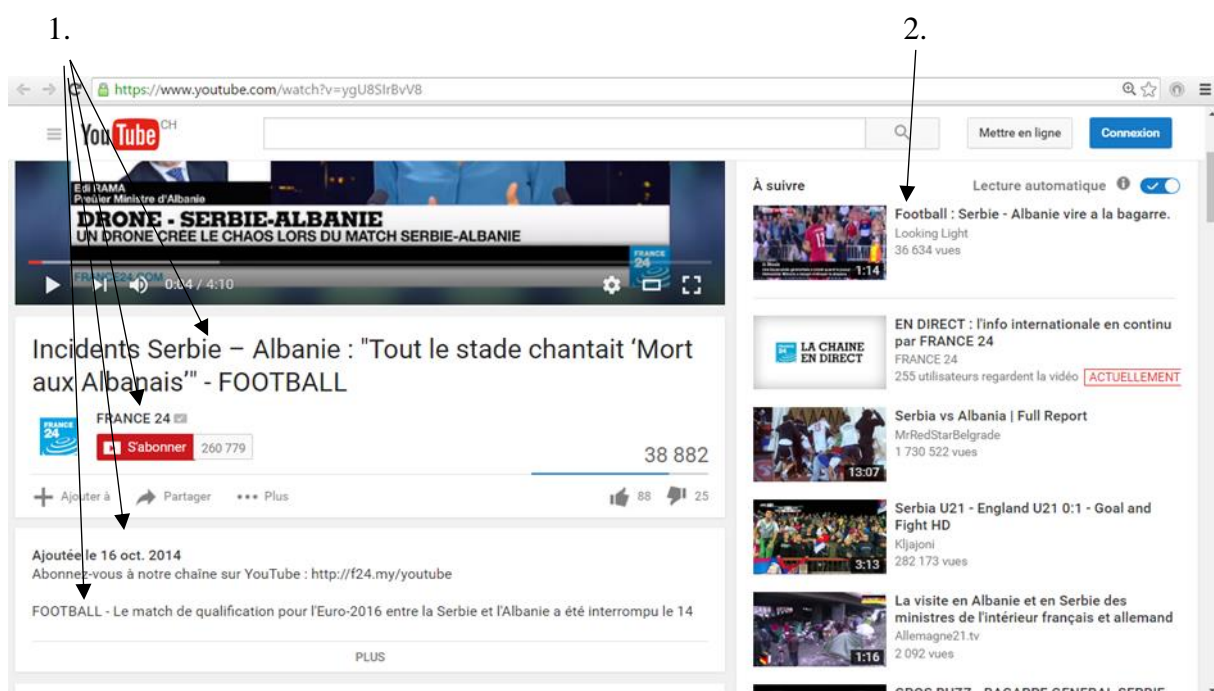 1.
2.
https://www.youtube.com/watch?v=ygU8SIrBvV8
YouTube CH
Mettre en ligne
Connexion
Edi RAMA
Premier Ministre d'Albanie
DRONE - SERBIE-ALBANIE
UN DRONE CRÉE LE CHAOS LORS DU MATCH SERBIE-ALBANIE
FRANCE 24
FRANCE24.COM
0:04 / 4:10
Incidents Serbie – Albanie : "Tout le stade chantait ‘Mort
aux Albanais’" - FOOTBALL
FRANCE 24
FRANCE 24
S'abonner 260 779
38 882
Ajouter à Partager Plus
88 25
Ajoutée le 16 oct. 2014
Abonnez-vous à notre chaîne sur YouTube : http://f24.my/youtube
FOOTBALL - Le match de qualification pour l'Euro-2016 entre la Serbie et l'Albanie a été interrompu le 14
PLUS
À suivre
Lecture automatique
1:14
Football : Serbie - Albanie vire a la bagarre.
Looking Light
36 634 vues
LA CHAINE
EN DIRECT
EN DIRECT : l'info internationale en continu
par FRANCE 24
FRANCE 24
255 utilisateurs regardent la vidéo ACTUELLEMENT
13:07
Serbia vs Albania | Full Report
MrRedStarBelgrade
1 730 522 vues
3:13
Serbia U21 - England U21 0:1 - Goal and
Fight HD
Kljajoni
282 173 vues
1:16
La visite en Albanie et en Serbie des
ministres de l'intérieur français et allemand
Allemagne21.tv
2 092 vues